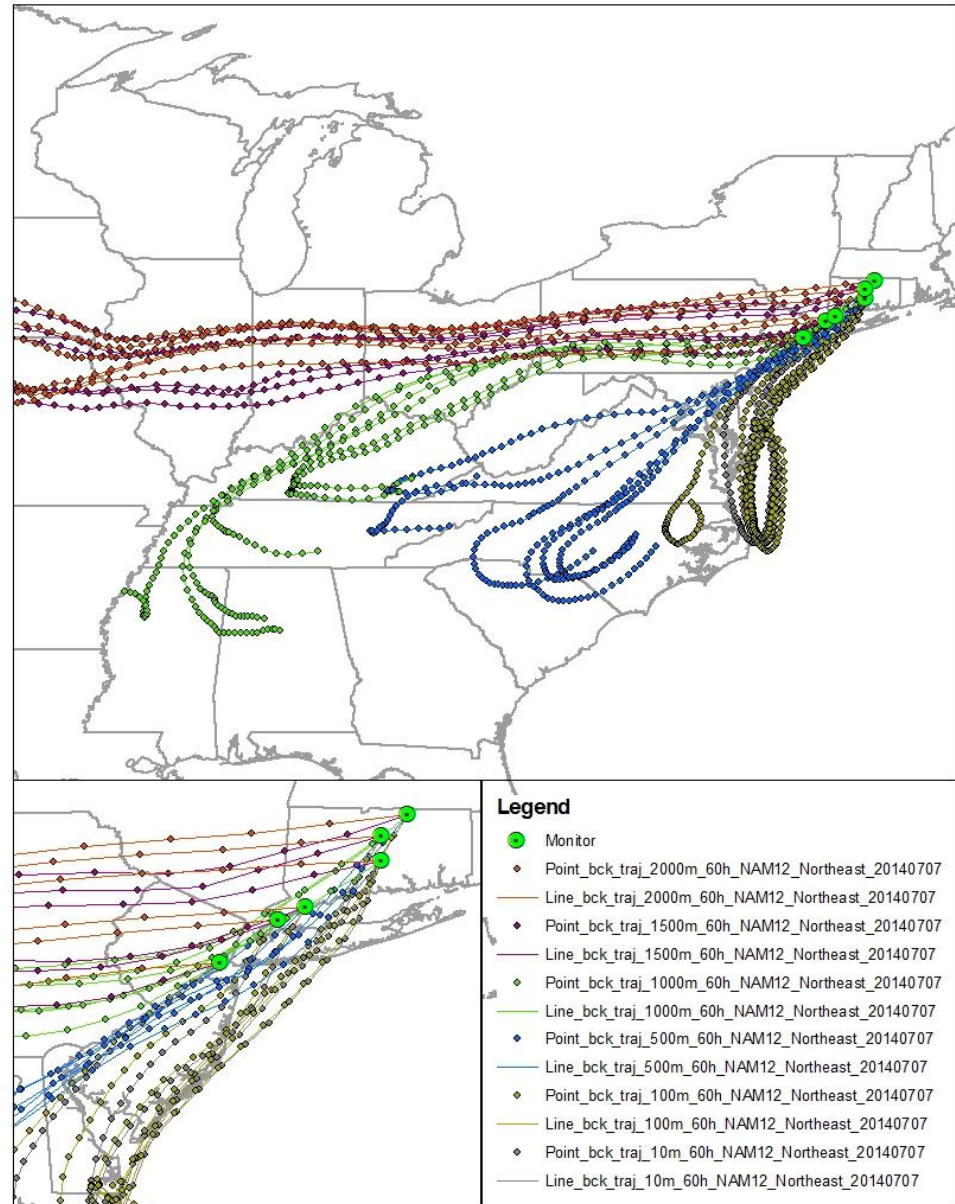 Legend
Monitor
Point_bck_traj_2000m_60h_NAM12_Northeast_20140707
Line_bck_traj_2000m_60h_NAM12_Northeast_20140707
Point_bck_traj_1500m_60h_NAM12_Northeast_20140707
Line_bck_traj_1500m_60h_NAM12_Northeast_20140707
Point_bck_traj_1000m_60h_NAM12_Northeast_20140707
Line_bck_traj_1000m_60h_NAM12_Northeast_20140707
Point_bck_traj_500m_60h_NAM12_Northeast_20140707
Line_bck_traj_500m_60h_NAM12_Northeast_20140707
Point_bck_traj_100m_60h_NAM12_Northeast_20140707
Line_bck_traj_100m_60h_NAM12_Northeast_20140707
Point_bck_traj_10m_60h_NAM12_Northeast_20140707
Line_bck_traj_10m_60h_NAM12_Northeast_20140707